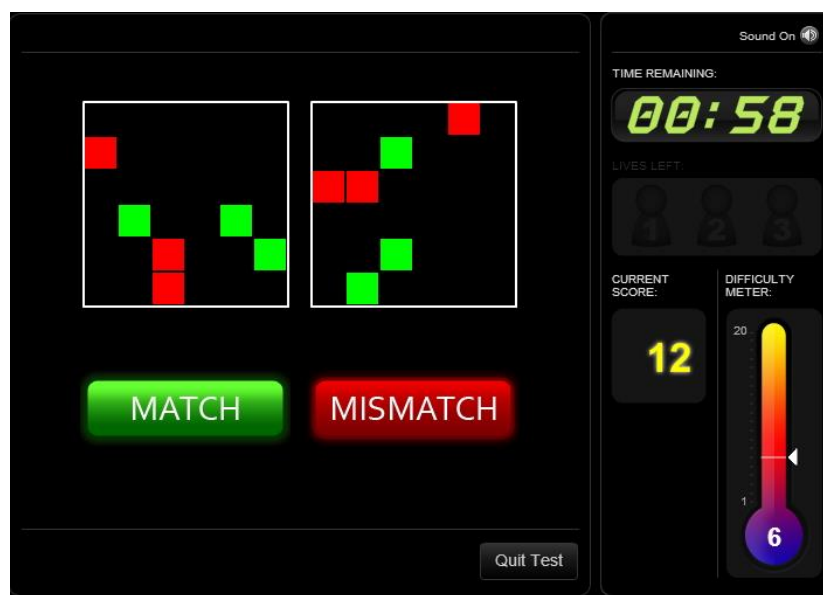 Sound On
TIME REMAINING:
00:58
LIVES LEFT:
1 2 3
CURRENT SCORE:
12
DIFFICULTY METER:
20
1
6
MATCH
MISMATCH
Quit Test